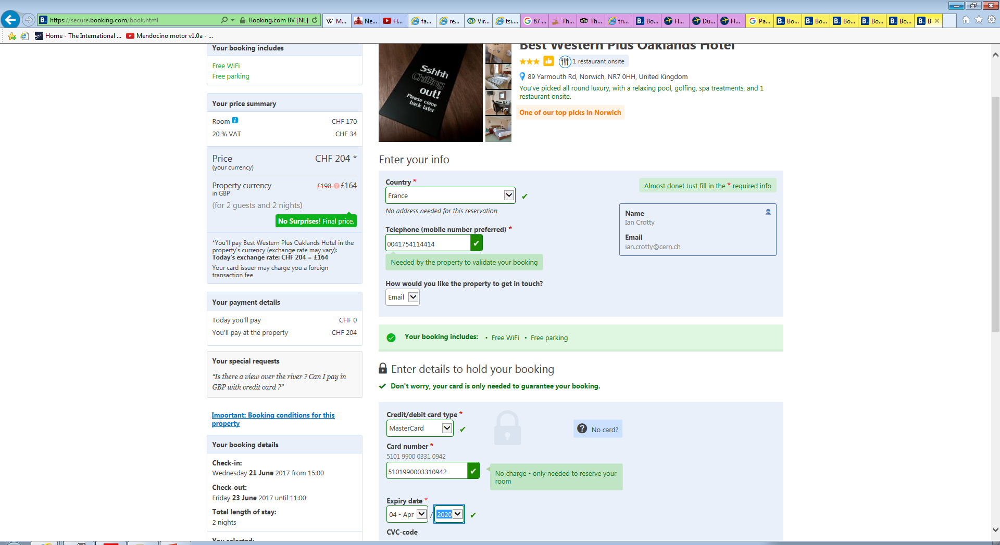 https://secure.booking.com/book.html
Booking.com BV [NL]
M...
Ne...
H...
fa...
re...
Vir...
tsi...
87 ...
Th...
Th...
tri...
Bo...
H...
Du...
H...
Pa...
Bo...
Bo...
Bo...
Bo...
Bo...
B
Home - The International ...
Mendocino motor v1.0a - ...
Your booking includes
Free WiFi
Free parking
Your price summary
Room
CHF 170
20 % VAT
CHF 34
Price
CHF 204 *
(your currency)
Property currency
£198 £164
in GBP
(for 2 guests and 2 nights)
No Surprises! Final price.
*You'll pay Best Western Plus Oaklands Hotel in the
property's currency (exchange rate may vary):
Today's exchange rate: CHF 204 = £164
Your card issuer may charge you a foreign
transaction fee
Your payment details
Today you'll pay
CHF 0
You'll pay at the property
CHF 204
Your special requests
“Is there a view over the river ? Can I pay in
GBP with credit card ?”
Important: Booking conditions for this
property
Your booking details
Check-in:
Wednesday 21 June 2017 from 15:00
Check-out:
Friday 23 June 2017 until 11:00
Total length of stay:
2 nights
You selected:
Sshhh
Chilling
out!
Please come
back later
Best Western Plus Oaklands Hotel
1 restaurant onsite
89 Yarmouth Rd, Norwich, NR7 0HH, United Kingdom
You've picked all round luxury, with a relaxing pool, golfing, spa treatments, and 1
restaurant onsite.
One of our top picks in Norwich
Enter your info
Country *
France
No address needed for this reservation
Almost done! Just fill in the * required info
Name
Ian Crotty
Email
ian.crotty@cern.ch
Telephone (mobile number preferred) *
0041754114414
Needed by the property to validate your booking
How would you like the property to get in touch?
Email
Your booking includes: • Free WiFi • Free parking
Enter details to hold your booking
Don't worry, your card is only needed to guarantee your booking.
Credit/debit card type *
MasterCard
No card?
Card number *
5101 9900 0331 0942
5101990003310942
No charge - only needed to reserve your
room
Expiry date *
04 - Apr / 2020
CVC-code